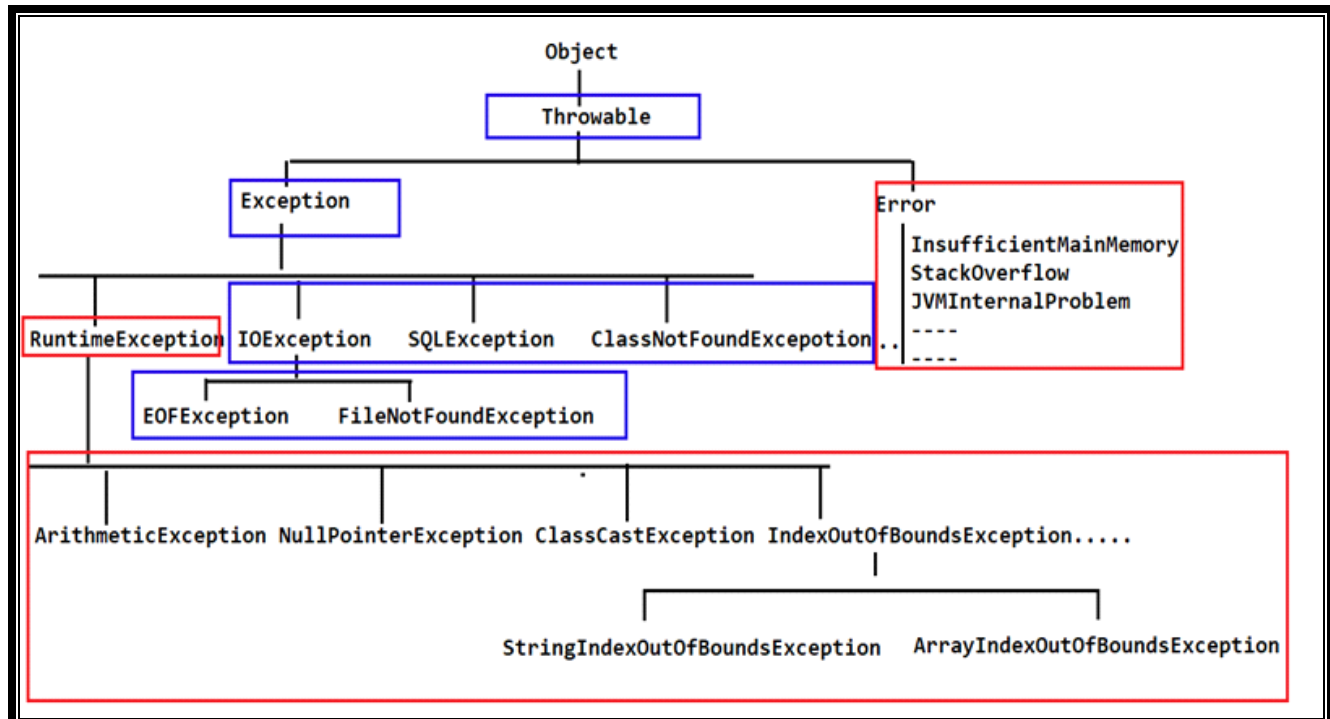 Object
Throwable
Exception
Error
InsufficientMainMemory
StackOverflow
JVMInternalProblem
----
----
RuntimeException IOException SQLException ClassNotFoundExcepotion ..
EOFException FileNotFoundException
ArithmeticException NullPointerException ClassCastException IndexOutOfBoundsException.....
StringIndexOutOfBoundsException ArrayIndexOutOfBoundsException